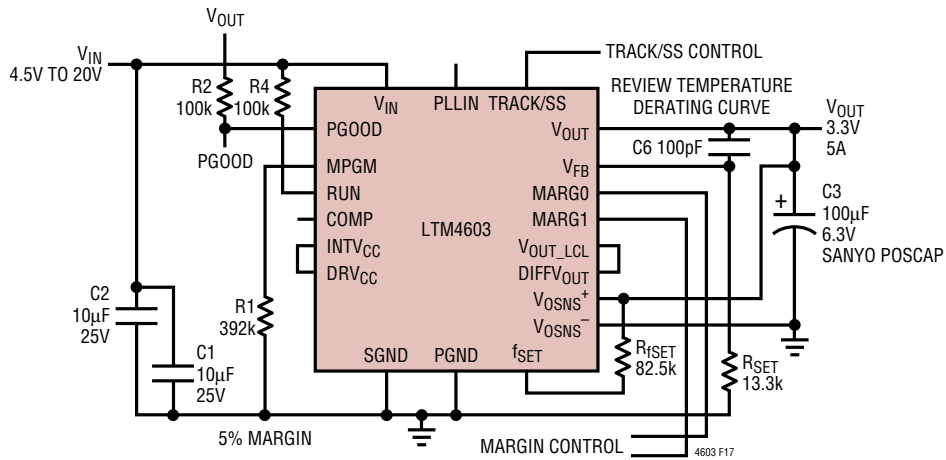 VOUT
VIN
4.5V TO 20V
R2
100k
R4
100k
PGOOD
TRACK/SS CONTROL
REVIEW TEMPERATURE
DERATING CURVE
VOUT
3.3V
5A
VIN
PLLIN
TRACK/SS
PGOOD
MPGM
RUN
COMP
INTVCC
DRVCC
LTM4603
VOUT
VFB
MARG0
MARG1
VOUT_LCL
DIFFVOUT
VOSNS+
VOSNS–
SGND
PGND
fSET
C6 100pF
+
C3
100µF
6.3V
SANYO POSCAP
C2
10µF
25V
C1
10µF
25V
R1
392k
RfSET
82.5k
RSET
13.3k
5% MARGIN
MARGIN CONTROL
4603 F17